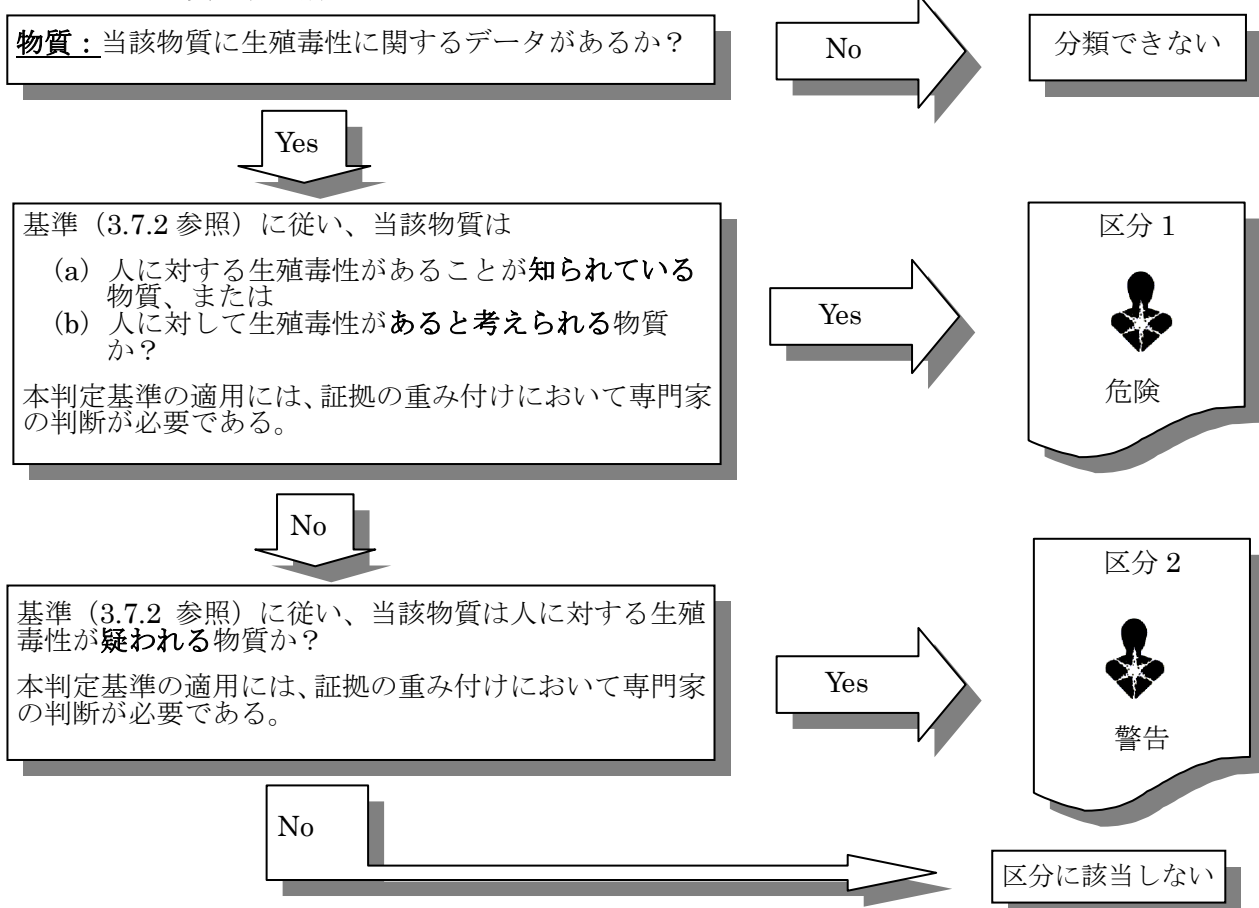 物質：当該物質に生殖毒性に関するデータがあるか？
No
分類できない
Yes
基準（3.7.2 参照）に従い、当該物質は
(a) 人に対する生殖毒性があることが知られている
物質、または
(b) 人に対して生殖毒性があると考えられる物質
か？
本判定基準の適用には、証拠の重み付けにおいて専門家
の判断が必要である。
Yes
区分 1
危険
No
基準（3.7.2 参照）に従い、当該物質は人に対する生殖
毒性が疑われる物質か？
本判定基準の適用には、証拠の重み付けにおいて専門家
の判断が必要である。
Yes
区分 2
警告
No
区分に該当しない